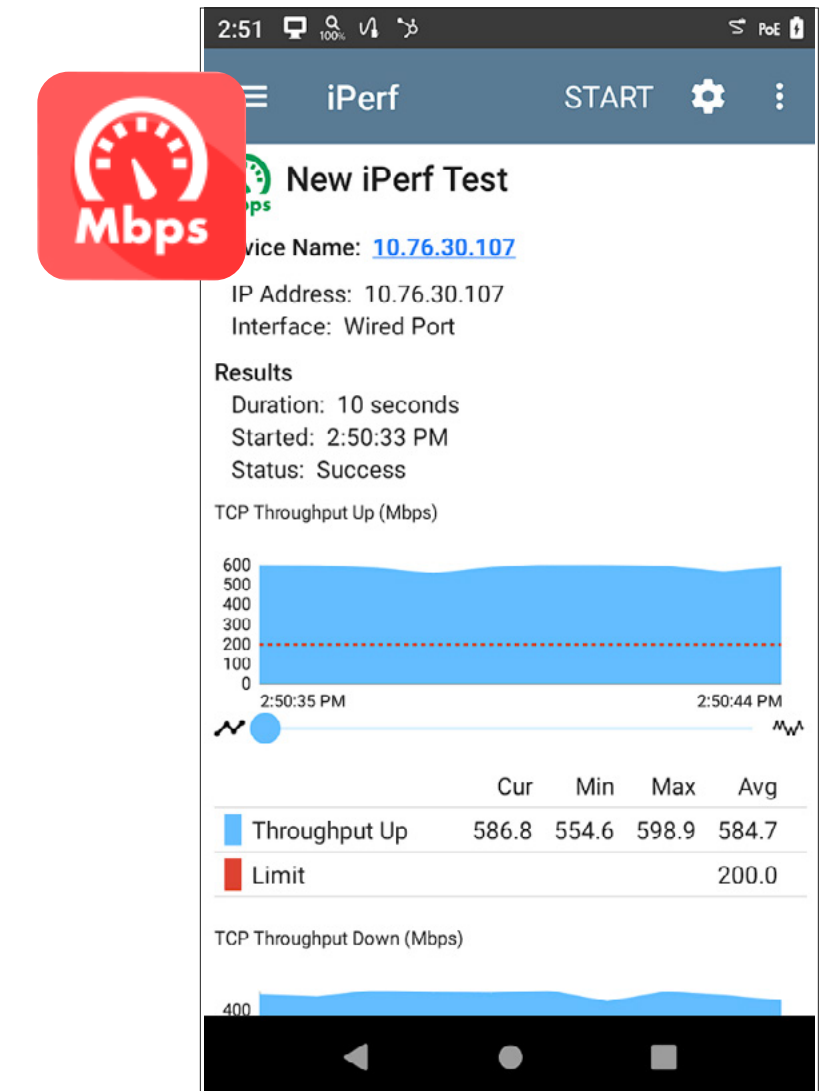 2:51 100% PoE
iPerf START
Mbps
New iPerf Test
vice Name: 10.76.30.107
IP Address: 10.76.30.107
Interface: Wired Port
Results
Duration: 10 seconds
Started: 2:50:33 PM
Status: Success
TCP Throughput Up (Mbps)
600
500
400
300
200
100
0
2:50:35 PM 2:50:44 PM
Cur Min Max Avg
Throughput Up 586.8 554.6 598.9 584.7
Limit 200.0
TCP Throughput Down (Mbps)
400